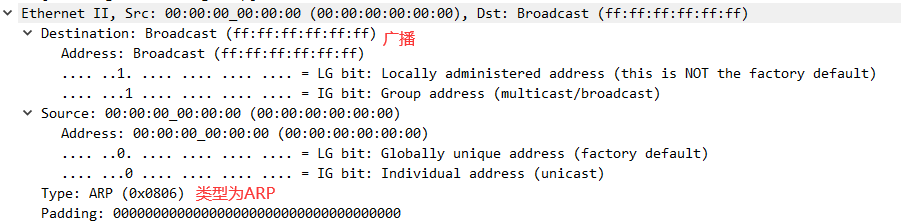 Ethernet II, Src: 00:00:00_00:00:00 (00:00:00:00:00:00), Dst: Broadcast (ff:ff:ff:ff:ff:ff)
Destination: Broadcast (ff:ff:ff:ff:ff:ff) 广播
Address: Broadcast (ff:ff:ff:ff:ff:ff)
.... ..1. .... .... .... .... = LG bit: Locally administered address (this is NOT the factory default)
.... ...1 .... .... .... .... = IG bit: Group address (multicast/broadcast)
Source: 00:00:00_00:00:00 (00:00:00:00:00:00)
Address: 00:00:00_00:00:00 (00:00:00:00:00:00)
.... ..0. .... .... .... .... = LG bit: Globally unique address (factory default)
.... ...0 .... .... .... .... = IG bit: Individual address (unicast)
Type: ARP (0x0806) 类型为ARP
Padding: 000000000000000000000000000000000000